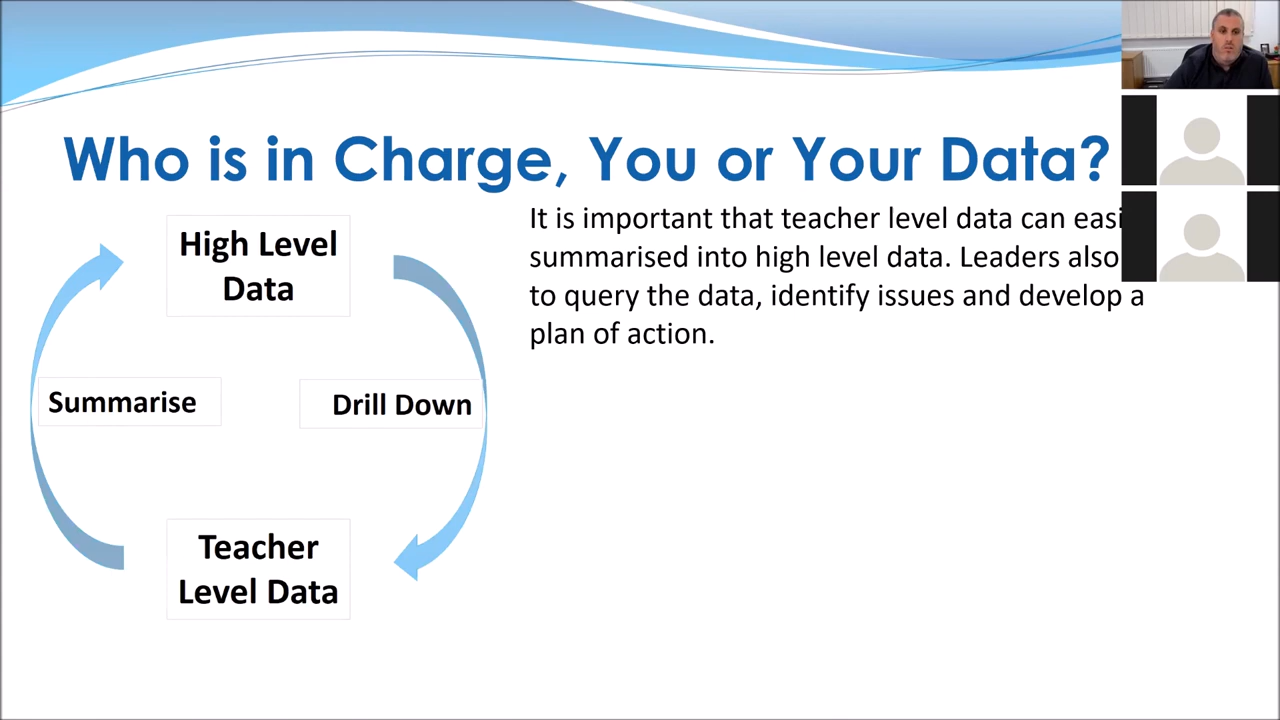 Who is in Charge, You or Your Data?
High Level
Data
Summarise
Drill Down
Teacher
Level Data
It is important that teacher level data can
summarised into high level data. Leaders also
to query the data, identify issues and develop a
plan of action.